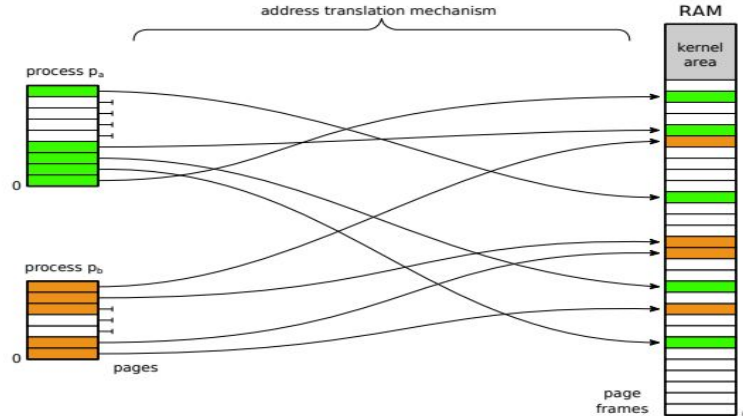 address translation mechanism
RAM
kernel
area
process pa
0
process pb
0
pages
page
frames